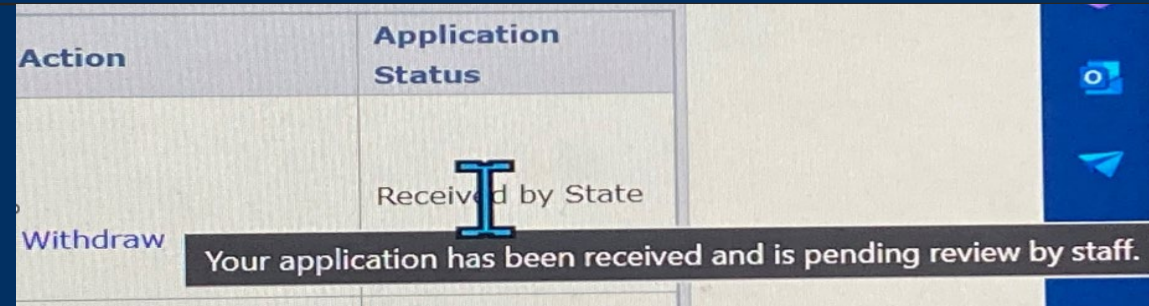 Action
Application
Status
Received by State
Withdraw
Your application has been received and is pending review by staff.